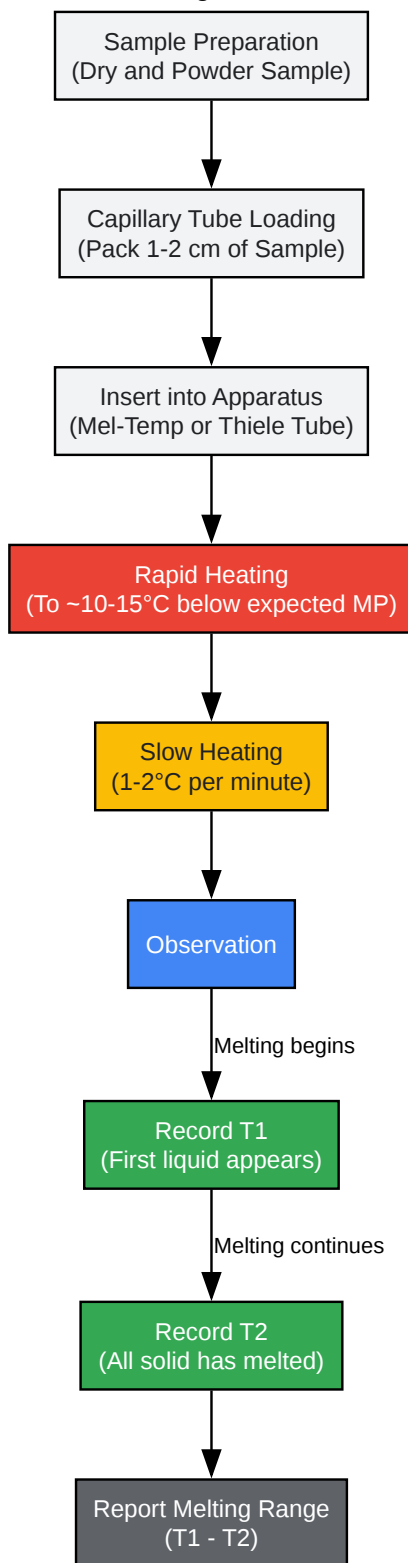 Sample Preparation
(Dry and Powder Sample)
Capillary Tube Loading
(Pack 1-2 cm of Sample)
Insert into Apparatus
(Mel-Temp or Thiele Tube)
Rapid Heating
(To ~10-15°C below expected MP)
Slow Heating
(1-2°C per minute)
Observation
Melting begins
Record T1
(First liquid appears)
Melting continues
Record T2
(All solid has melted)
Report Melting Range
(T1 - T2)